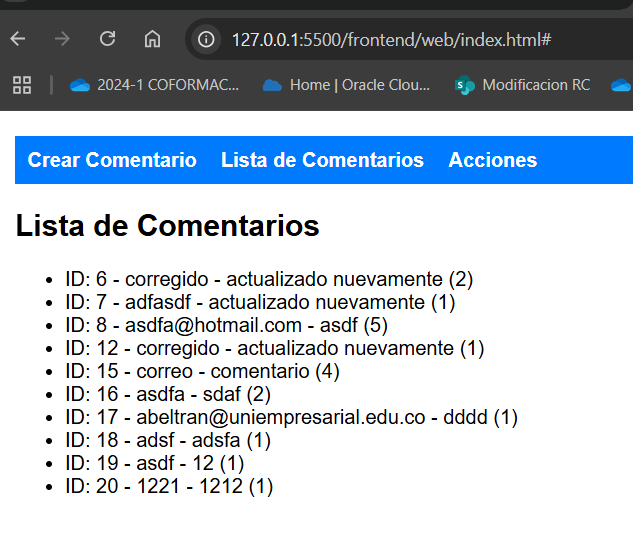 127.0.0.1:5500/frontend/web/index.html#
2024-1 COFORMAC... Home | Oracle Clou... Modificacion RC
Crear Comentario Lista de Comentarios Acciones
Lista de Comentarios
• ID: 6 - corregido - actualizado nuevamente (2)
• ID: 7 - adfasdf - actualizado nuevamente (1)
• ID: 8 - asdfa@hotmail.com - asdf (5)
• ID: 12 - corregido - actualizado nuevamente (1)
• ID: 15 - correo - comentario (4)
• ID: 16 - asdfa - sdaf (2)
• ID: 17 - abeltran@uniempresarial.edu.co - dddd (1)
• ID: 18 - adsf - adsfa (1)
• ID: 19 - asdf - 12 (1)
• ID: 20 - 1221 - 1212 (1)